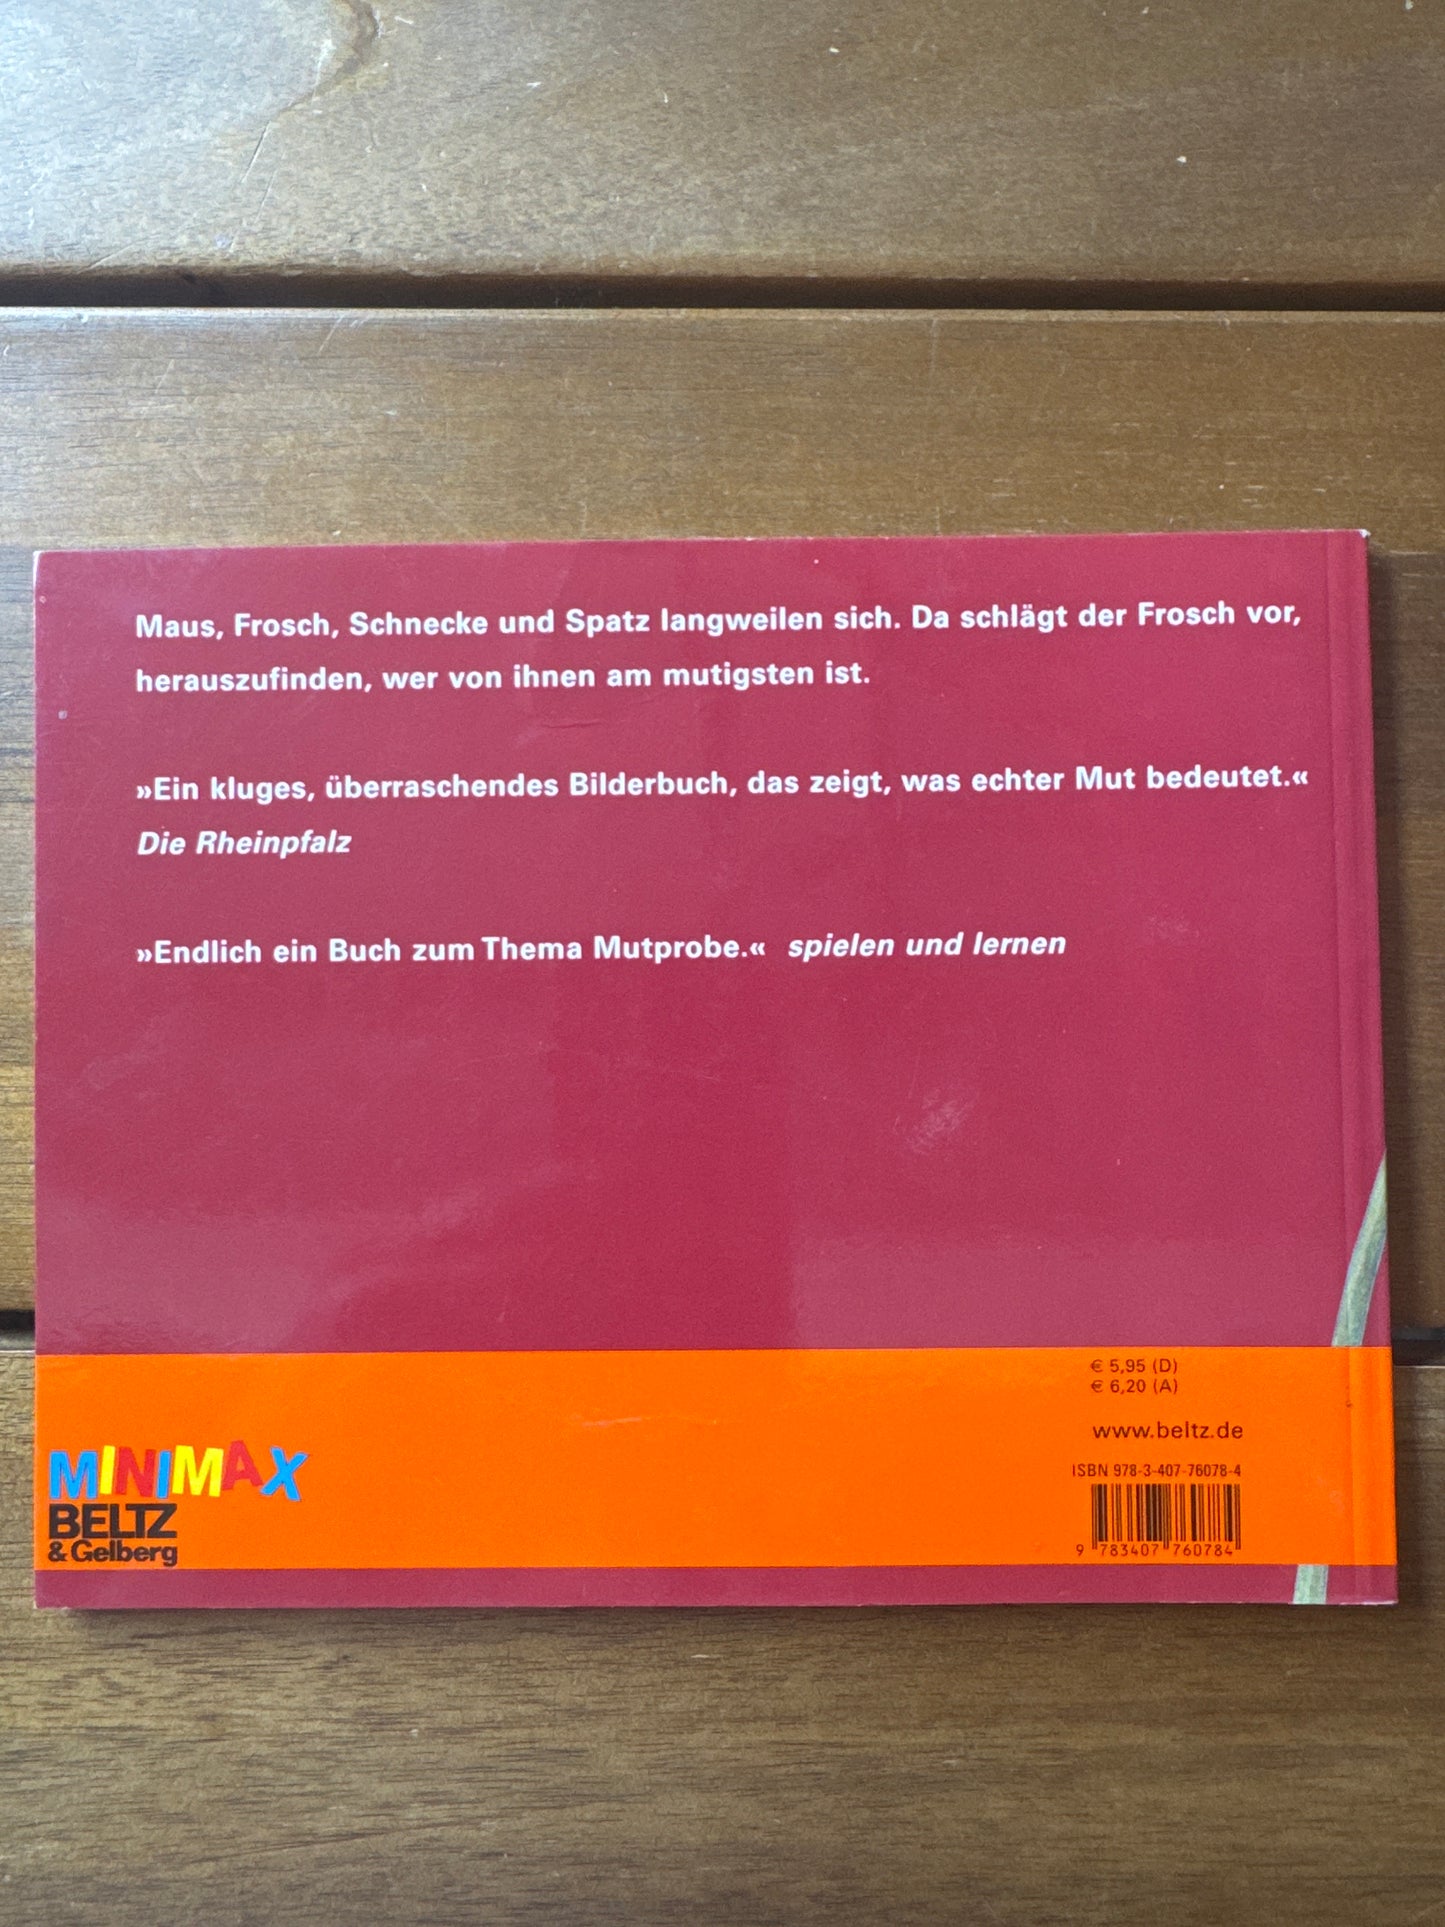 Maus, Frosch, Schnecke und Spatz langweilen sich. Da schlägt der Frosch vor,
herauszufinden, wer von ihnen am mutigsten ist.
»Ein kluges, überraschendes Bilderbuch, das zeigt, was echter Mut bedeutet.«
Die Rheinpfalz
»Endlich ein Buch zum Thema Mutprobe.« spielen und lernen
€ 5,95 (D)
€ 6,20 (A)
www.beltz.de
ISBN 978-3-407-76078-4
9 783407 760784
MINIMAX
BELTZ
& Gelberg